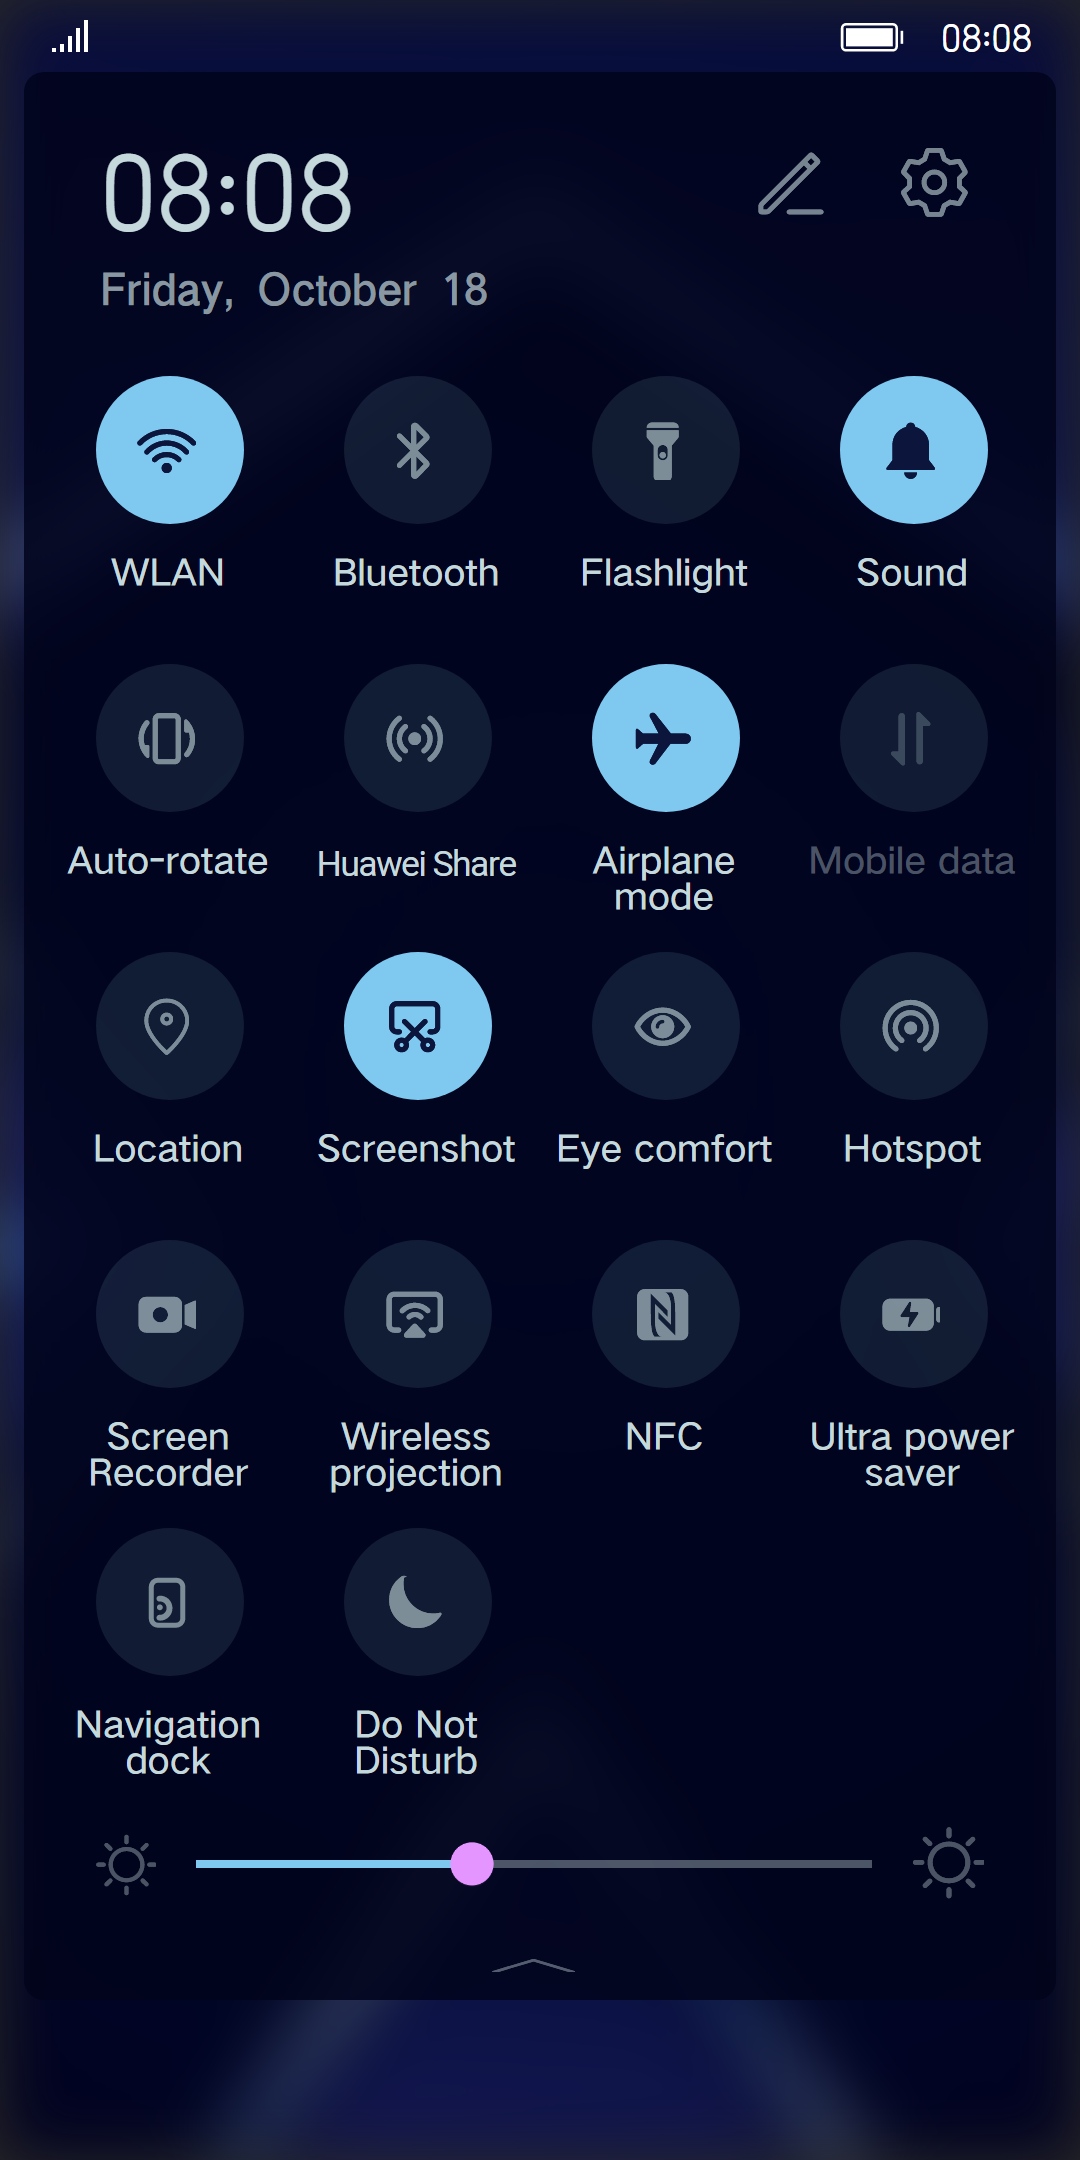 08:08
08:08
Friday, October 18
WLAN
Bluetooth
Flashlight
Sound
Auto-rotate
Huawei Share
Airplane
mode
Mobile data
Location
Screenshot
Eye comfort
Hotspot
Screen
Recorder
Wireless
projection
NFC
Ultra power
saver
Navigation
dock
Do Not
Disturb